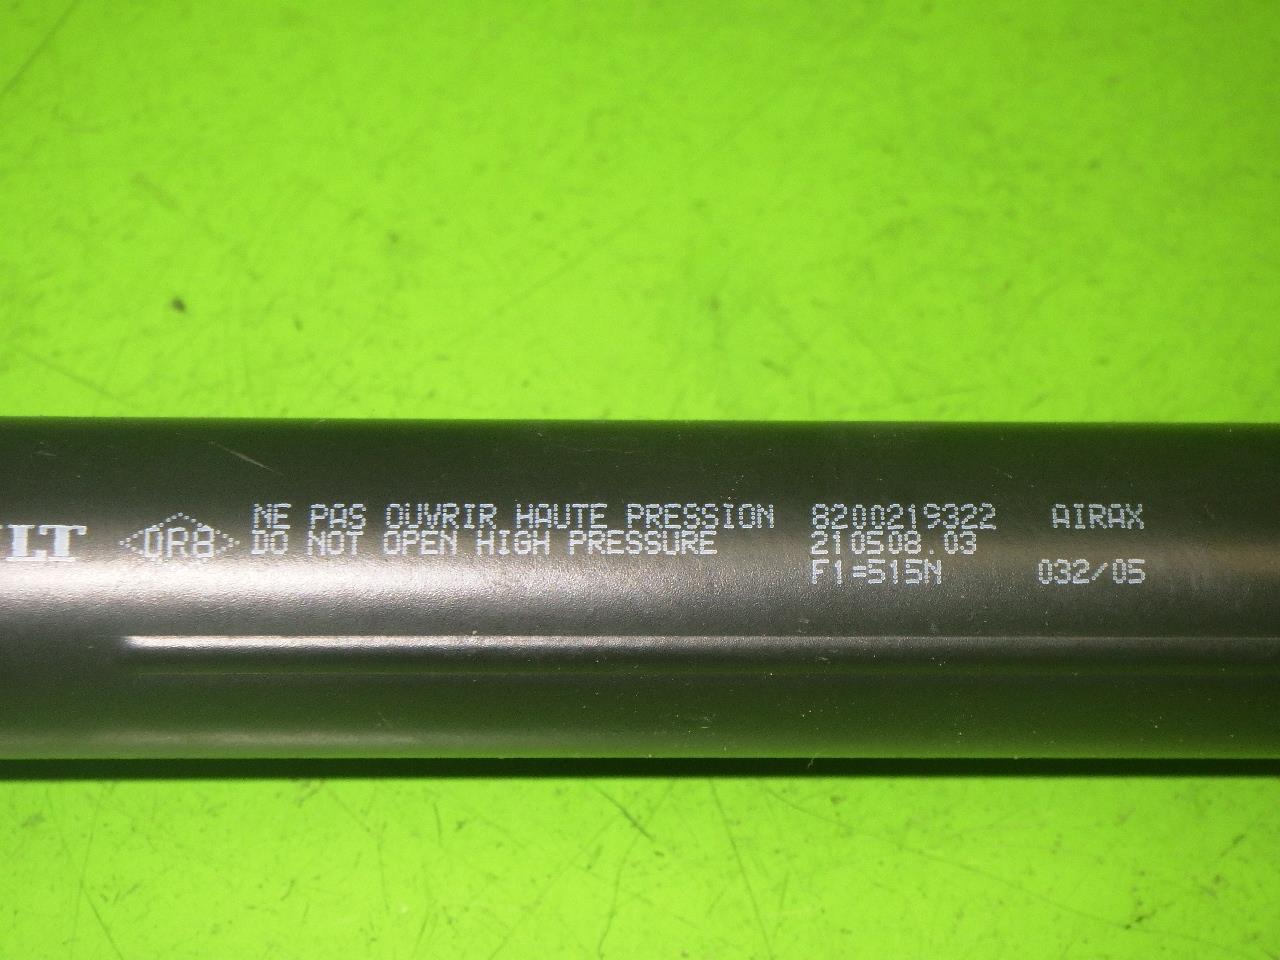 LT DR8 NE PAS OUVRIR HAUTE PRESSION 8200219322 AIRAX
DO NOT OPEN HIGH PRESSURE 210508.03
F1=515N 032/05